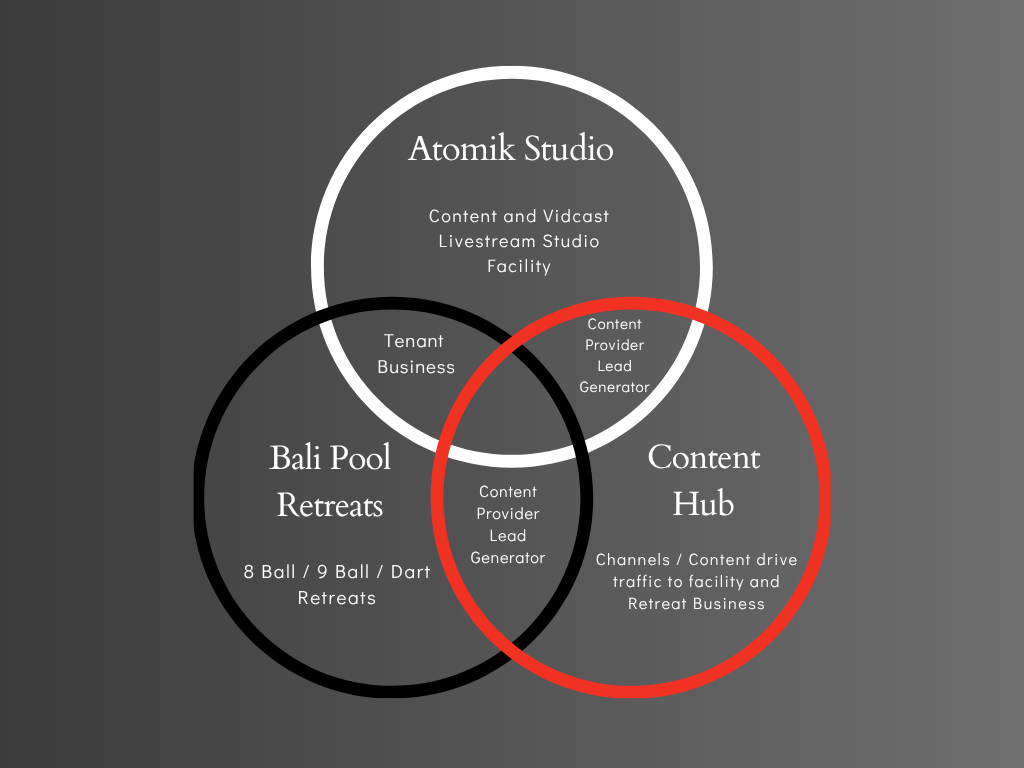 Atomik Studio
Content and Vidcast
Livestream Studio
Facility
Tenant
Business
Content
Provider
Lead
Generator
Bali Pool
Retreats
8 Ball / 9 Ball / Dart
Retreats
Content
Provider
Lead
Generator
Content
Hub
Channels / Content drive
traffic to facility and
Retreat Business